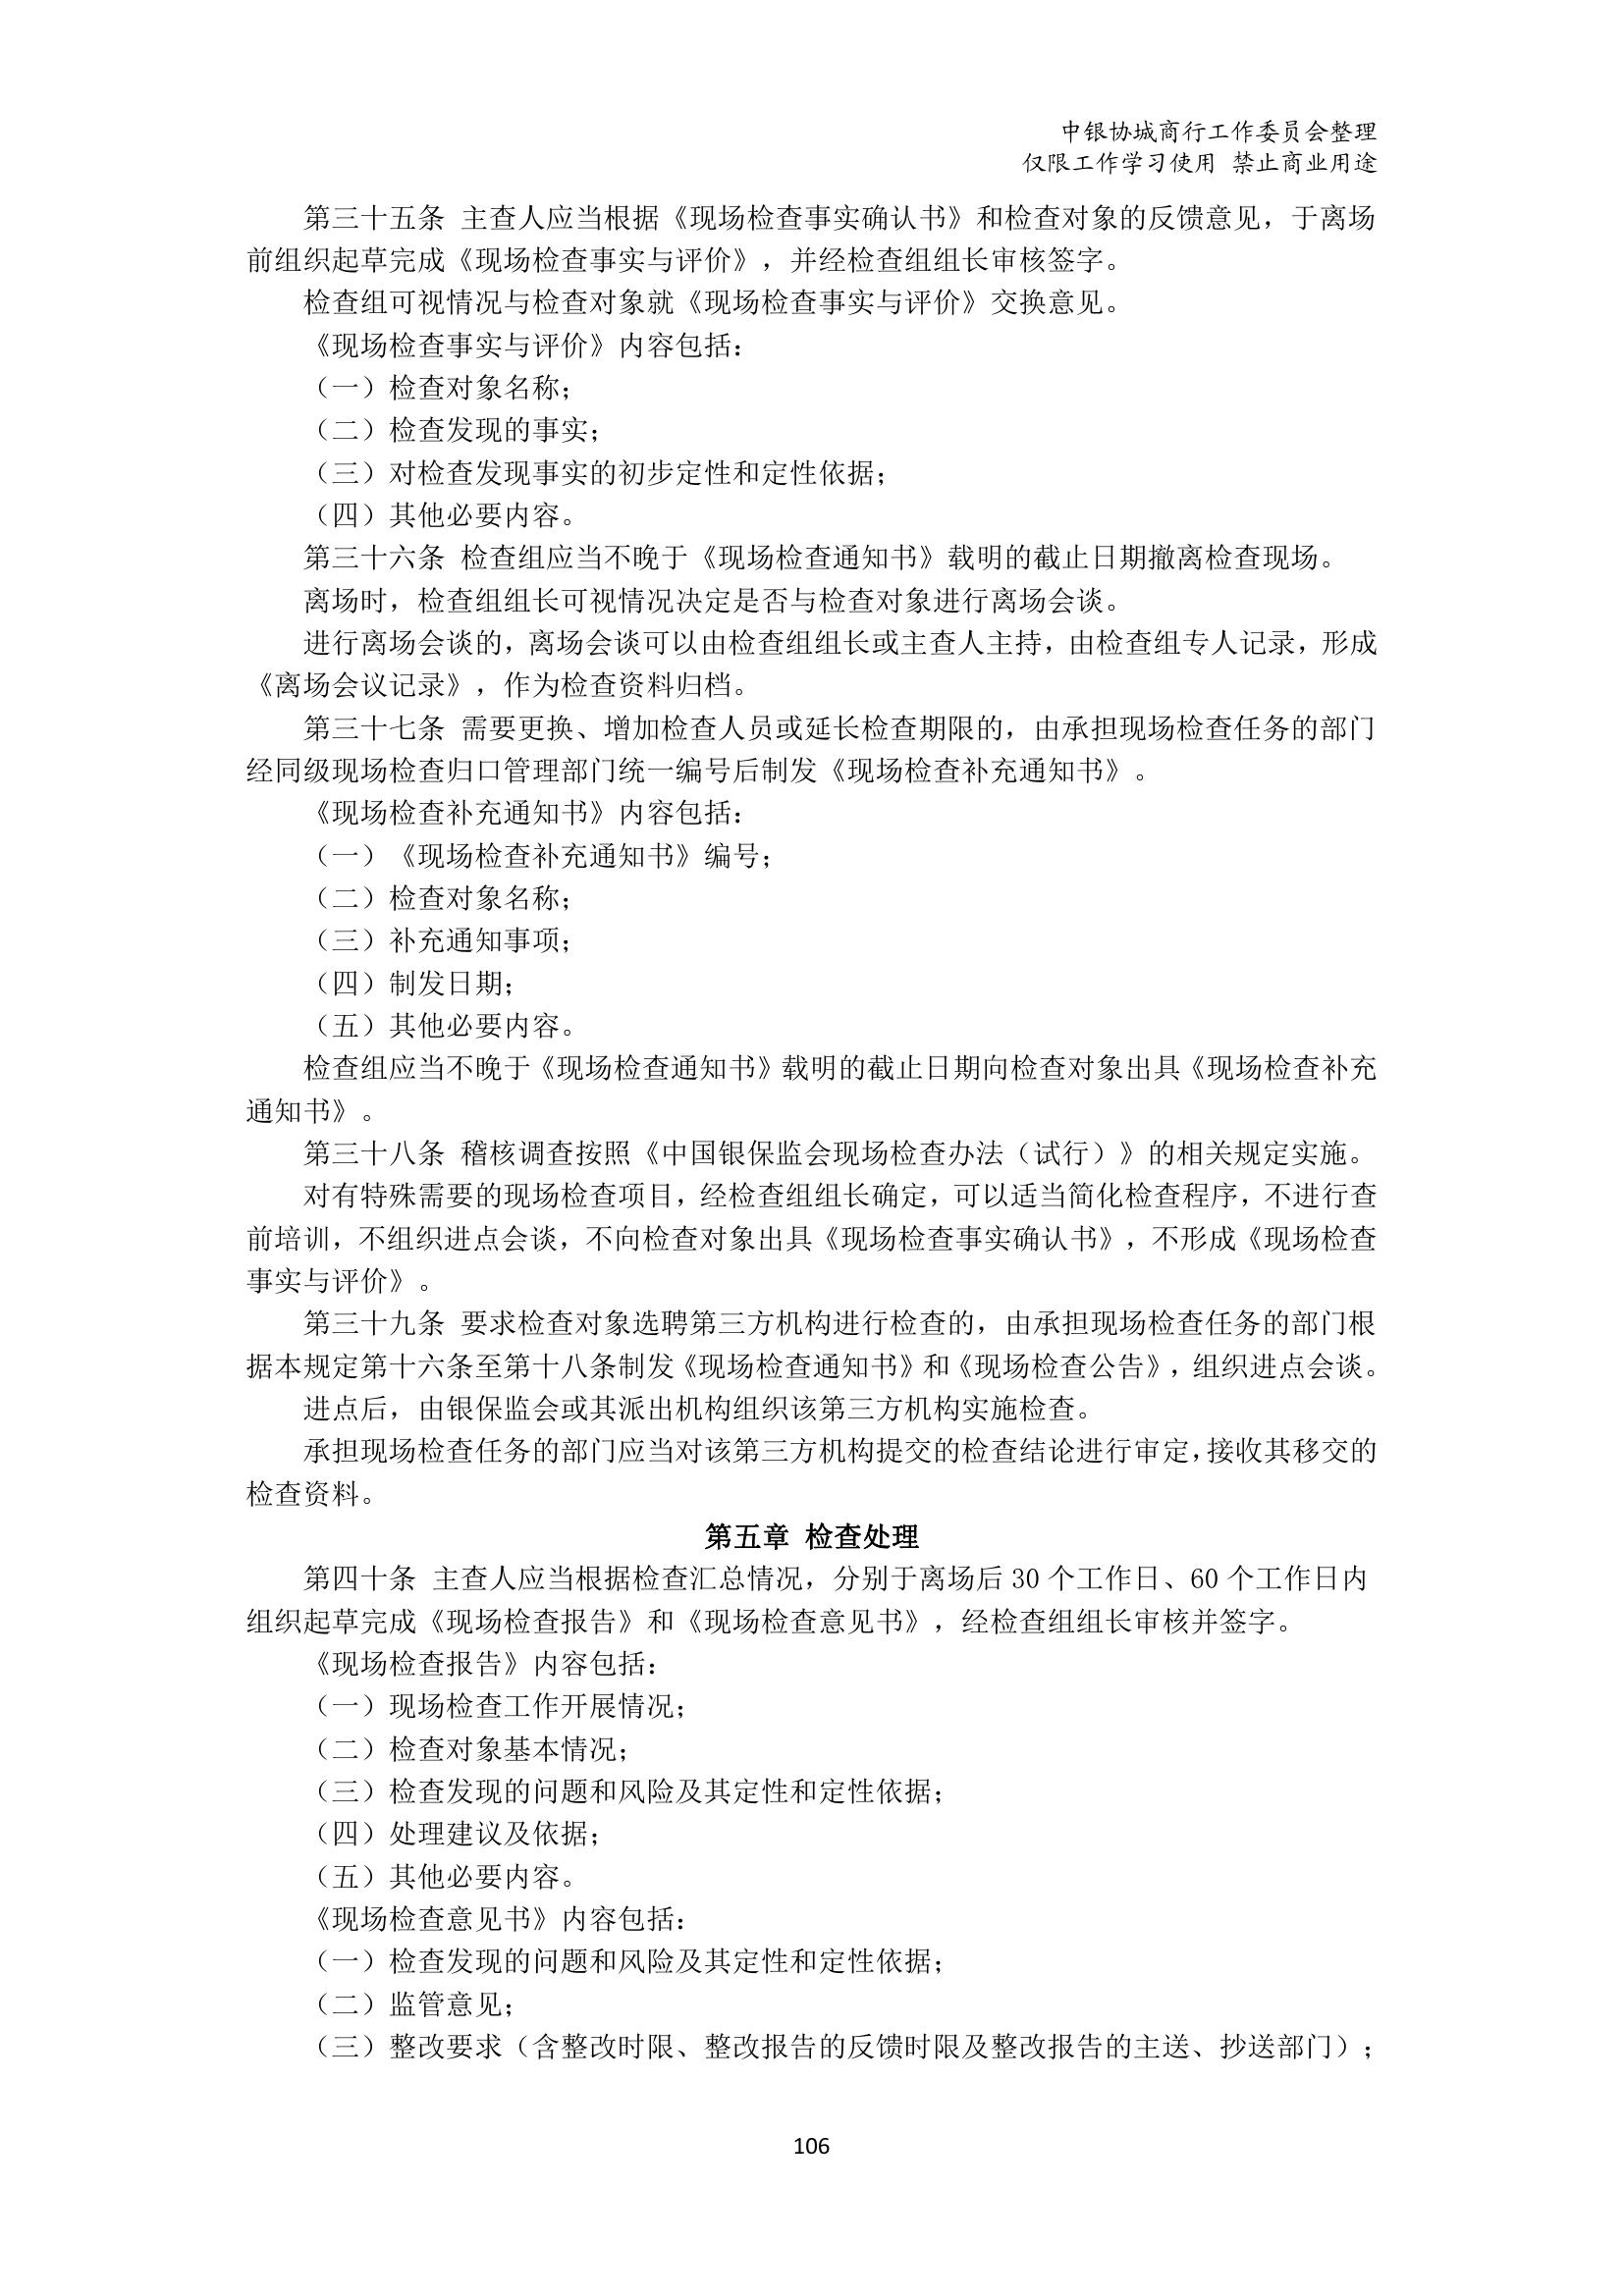 中银协城商行工作委员会整理
仅限工作学习使用 禁止商业用途
第三十五条 主查人应当根据《现场检查事实确认书》和检查对象的反馈意见，于离场
前组织起草完成《现场检查事实与评价》，并经检查组组长审核签字。
检查组可视情况与检查对象就《现场检查事实与评价》交换意见。
《现场检查事实与评价》内容包括：
（一）检查对象名称；
（二）检查发现的事实；
（三）对检查发现事实的初步定性和定性依据；
（四）其他必要内容。
第三十六条 检查组应当不晚于《现场检查通知书》载明的截止日期撤离检查现场。
离场时，检查组组长可视情况决定是否与检查对象进行离场会谈。
进行离场会谈的，离场会谈可以由检查组组长或主查人主持，由检查组专人记录，形成
《离场会议记录》，作为检查资料归档。
第三十七条 需要更换、增加检查人员或延长检查期限的，由承担现场检查任务的部门
经同级现场检查归口管理部门统一编号后制发《现场检查补充通知书》。
《现场检查补充通知书》内容包括：
（一）《现场检查补充通知书》编号；
（二）检查对象名称；
（三）补充通知事项；
（四）制发日期；
（五）其他必要内容。
检查组应当不晚于《现场检查通知书》载明的截止日期向检查对象出具《现场检查补充
通知书》。
第三十八条 稽核调查按照《中国银保监会现场检查办法（试行）》的相关规定实施。
对有特殊需要的现场检查项目，经检查组组长确定，可以适当简化检查程序，不进行查
前培训，不组织进点会谈，不向检查对象出具《现场检查事实确认书》，不形成《现场检查
事实与评价》。
第三十九条 要求检查对象选聘第三方机构进行检查的，由承担现场检查任务的部门根
据本规定第十六条至第十八条制发《现场检查通知书》和《现场检查公告》，组织进点会谈。
进点后，由银保监会或其派出机构组织该第三方机构实施检查。
承担现场检查任务的部门应当对该第三方机构提交的检查结论进行审定，接收其移交的
检查资料。
第五章 检查处理
第四十条 主查人应当根据检查汇总情况，分别于离场后 30 个工作日、60 个工作日内
组织起草完成《现场检查报告》和《现场检查意见书》，经检查组组长审核并签字。
《现场检查报告》内容包括：
（一）现场检查工作开展情况；
（二）检查对象基本情况；
（三）检查发现的问题和风险及其定性和定性依据；
（四）处理建议及依据；
（五）其他必要内容。
《现场检查意见书》内容包括：
（一）检查发现的问题和风险及其定性和定性依据；
（二）监管意见；
（三）整改要求（含整改时限、整改报告的反馈时限及整改报告的主送、抄送部门）；
106